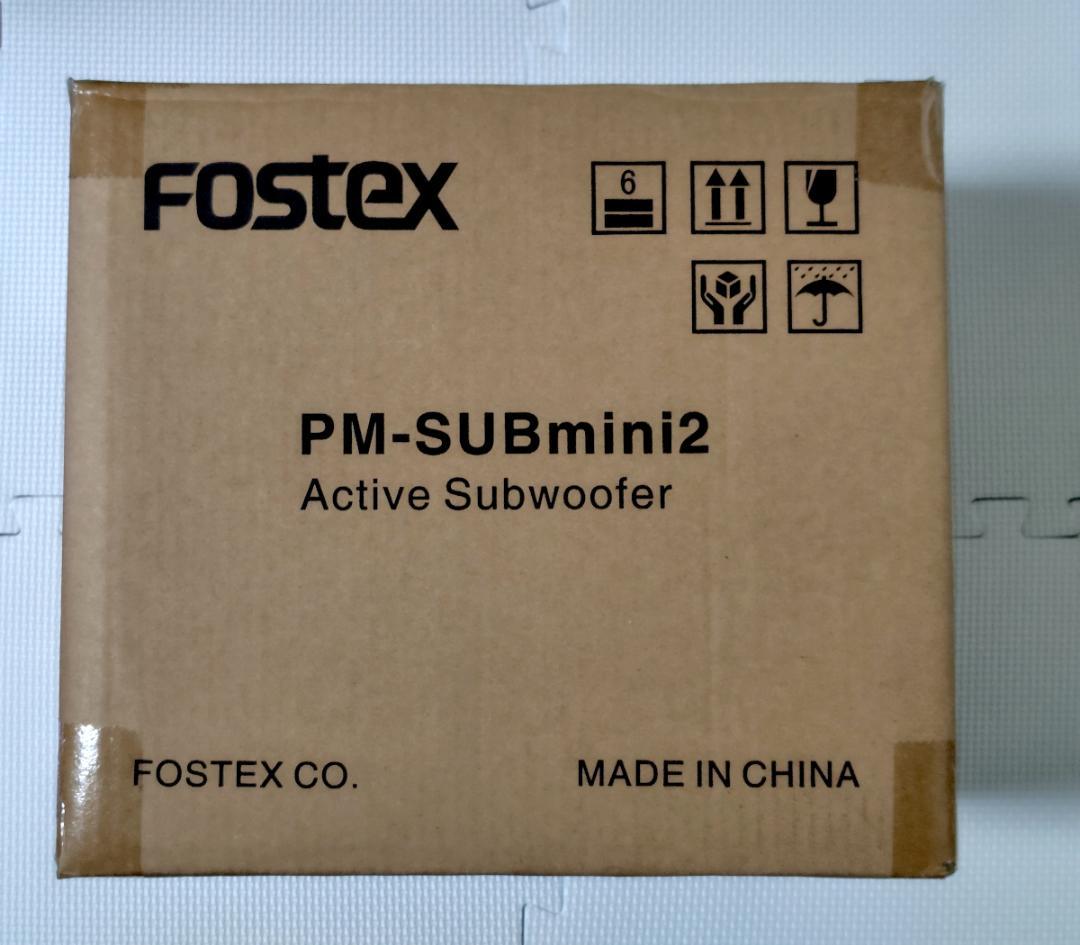 FOSTEX
6
PM-SUBmini2
Active Subwoofer
FOSTEX CO.
MADE IN CHINA